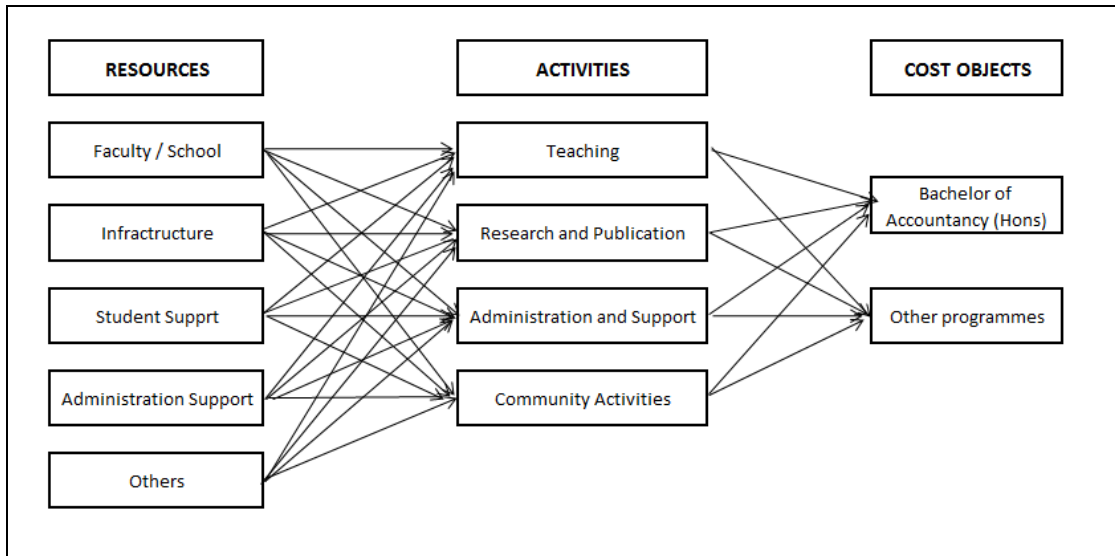 RESOURCES
ACTIVITIES
COST OBJECTS
Faculty / School
Teaching
Bachelor of
Accountancy (Hons)
Infractructure
Research and Publication
Student Supprt
Administration and Support
Other programmes
Administration Support
Community Activities
Others